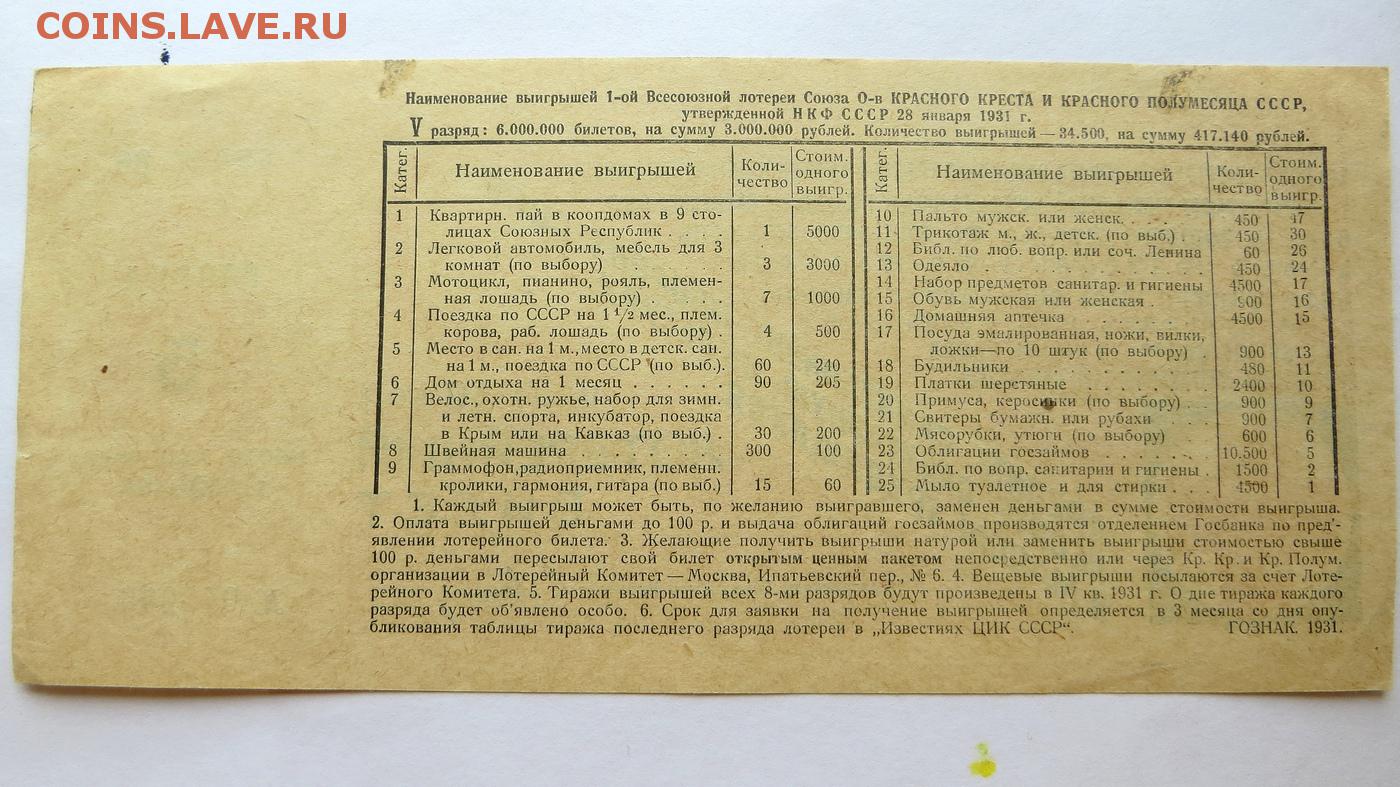 COINS.LAVE.RU
Наименование выигрышей 1-ой Всесоюзной лотереи Союза О-в КРАСНОГО КРЕСТА И КРАСНОГО ПОЛУМЕСЯЦА СССР,
утвержденной НКФ СССР 28 января 1931 г.
V разряд: 6.000.000 билетов, на сумму 3.000.000 рублей. Количество выигрышей — 34.500, на сумму 417.140 рублей.
Катег. Наименование выигрышей Коли-чество Стоим. одного выигр.
1 Квартирн. пай в коопдомах в 9 сто-
лицах Союзных Республик . . . . 1 5000
2 Легковой автомобиль, мебель для 3
комнат (по выбору) . . . . . 3 3000
3 Мотоцикл, пианино, рояль, племен-
ная лошадь (по выбору) . . . . . 7 1000
4 Поездка по СССР на 1 1/2 мес., плем.
корова, раб. лошадь (по выбору) . 4 500
5 Место в сан. на 1 м., место в детск. сан.
на 1 м., поездка по СССР (по выб.). 60 240
6 Дом отдыха на 1 месяц . . . . . . 90 205
7 Велос., охотн. ружье, набор для зимн.
и летн. спорта, инкубатор, поездка
в Крым или на Кавказ (по выб.) . 30 200
8 Швейная машина . . . . . . . . . 300 100
9 Граммофон, радиоприемник, племенн.
кролики, гармония, гитара (по выб.) 15 60
Катег. Наименование выигрышей Коли-чество Стоим. одного выигр.
10 Пальто мужск. или женск. . . . 450 47
11 Трикотаж м., ж., детск. (по выб.) . 450 30
12 Библ. по люб. вопр. или соч. Ленина 60 26
13 Одеяло . . . . . . . . . . 450 24
14 Набор предметов санитар. и гигиены 4500 17
15 Обувь мужская или женская . 900 16
16 Домашняя аптечка . . . . . . 4500 15
17 Посуда эмалированная, ножи, вилки,
ложки—по 10 штук (по выбору) . 900 13
18 Будильники . . . . . . . . 480 11
19 Платки шерстяные . . . . . . 2400 10
20 Примуса, керосинки (по выбору) . . 900 9
21 Свитеры бумажн. или рубахи . . . 900 7
22 Мясорубки, утюги (по выбору) . 600 6
23 Облигации госзаймов . . . . . . 10.500 5
24 Библ. по вопр. санитарии и гигиены . 1500 2
25 Мыло туалетное и для стирки . . . 4500 1
1. Каждый выигрыш может быть, по желанию выигравшего, заменен деньгами в сумме стоимости выигрыша.
2. Оплата выигрышей деньгами до 100 р. и выдача облигаций госзаймов производятся отделением Госбанка по пред'-
явлении лотерейного билета. 3. Желающие получить выигрыши натурой или заменить выигрыши стоимостью свыше
100 р. деньгами пересылают свой билет открытым ценным пакетом непосредственно или через Кр. Кр. и Кр. Полум.
организации в Лотерейный Комитет — Москва, Ипатьевский пер., № 6. 4. Вещевые выигрыши посылаются за счет Лоте-
рейного Комитета. 5. Тиражи выигрышей всех 8-ми разрядов будут произведены в IV кв. 1931 г. О дне тиража каждого
разряда будет об'явлено особо. 6. Срок для заявки на получение выигрышей определяется в 3 месяца со дня опу-
бликования таблицы тиража последнего разряда лотереи в „Известиях ЦИК СССР“. ГОЗНАК. 1931.